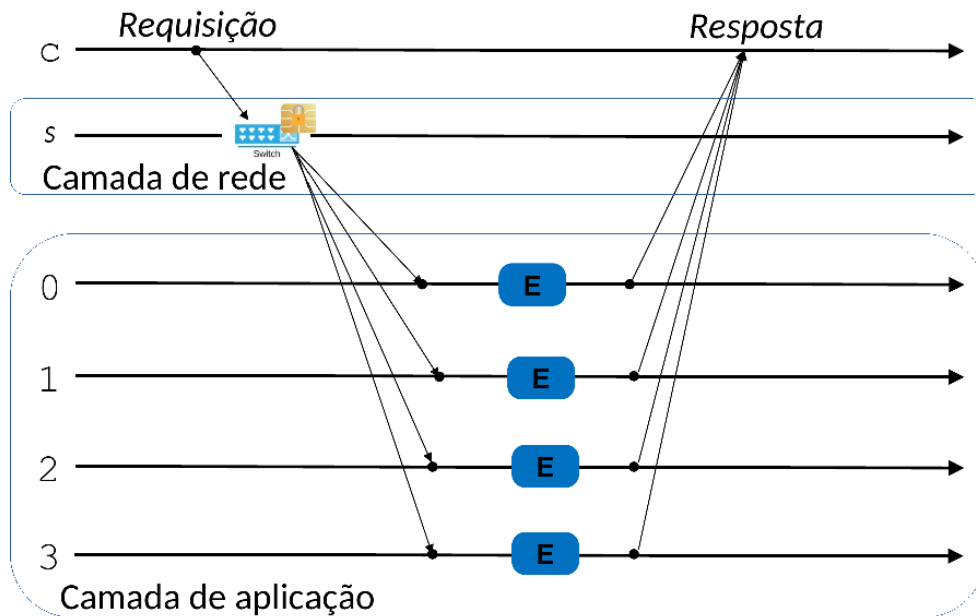 Requisição
Resposta
C
s
Switch
Camada de rede
0
E
1
E
2
E
3
E
Camada de aplicação